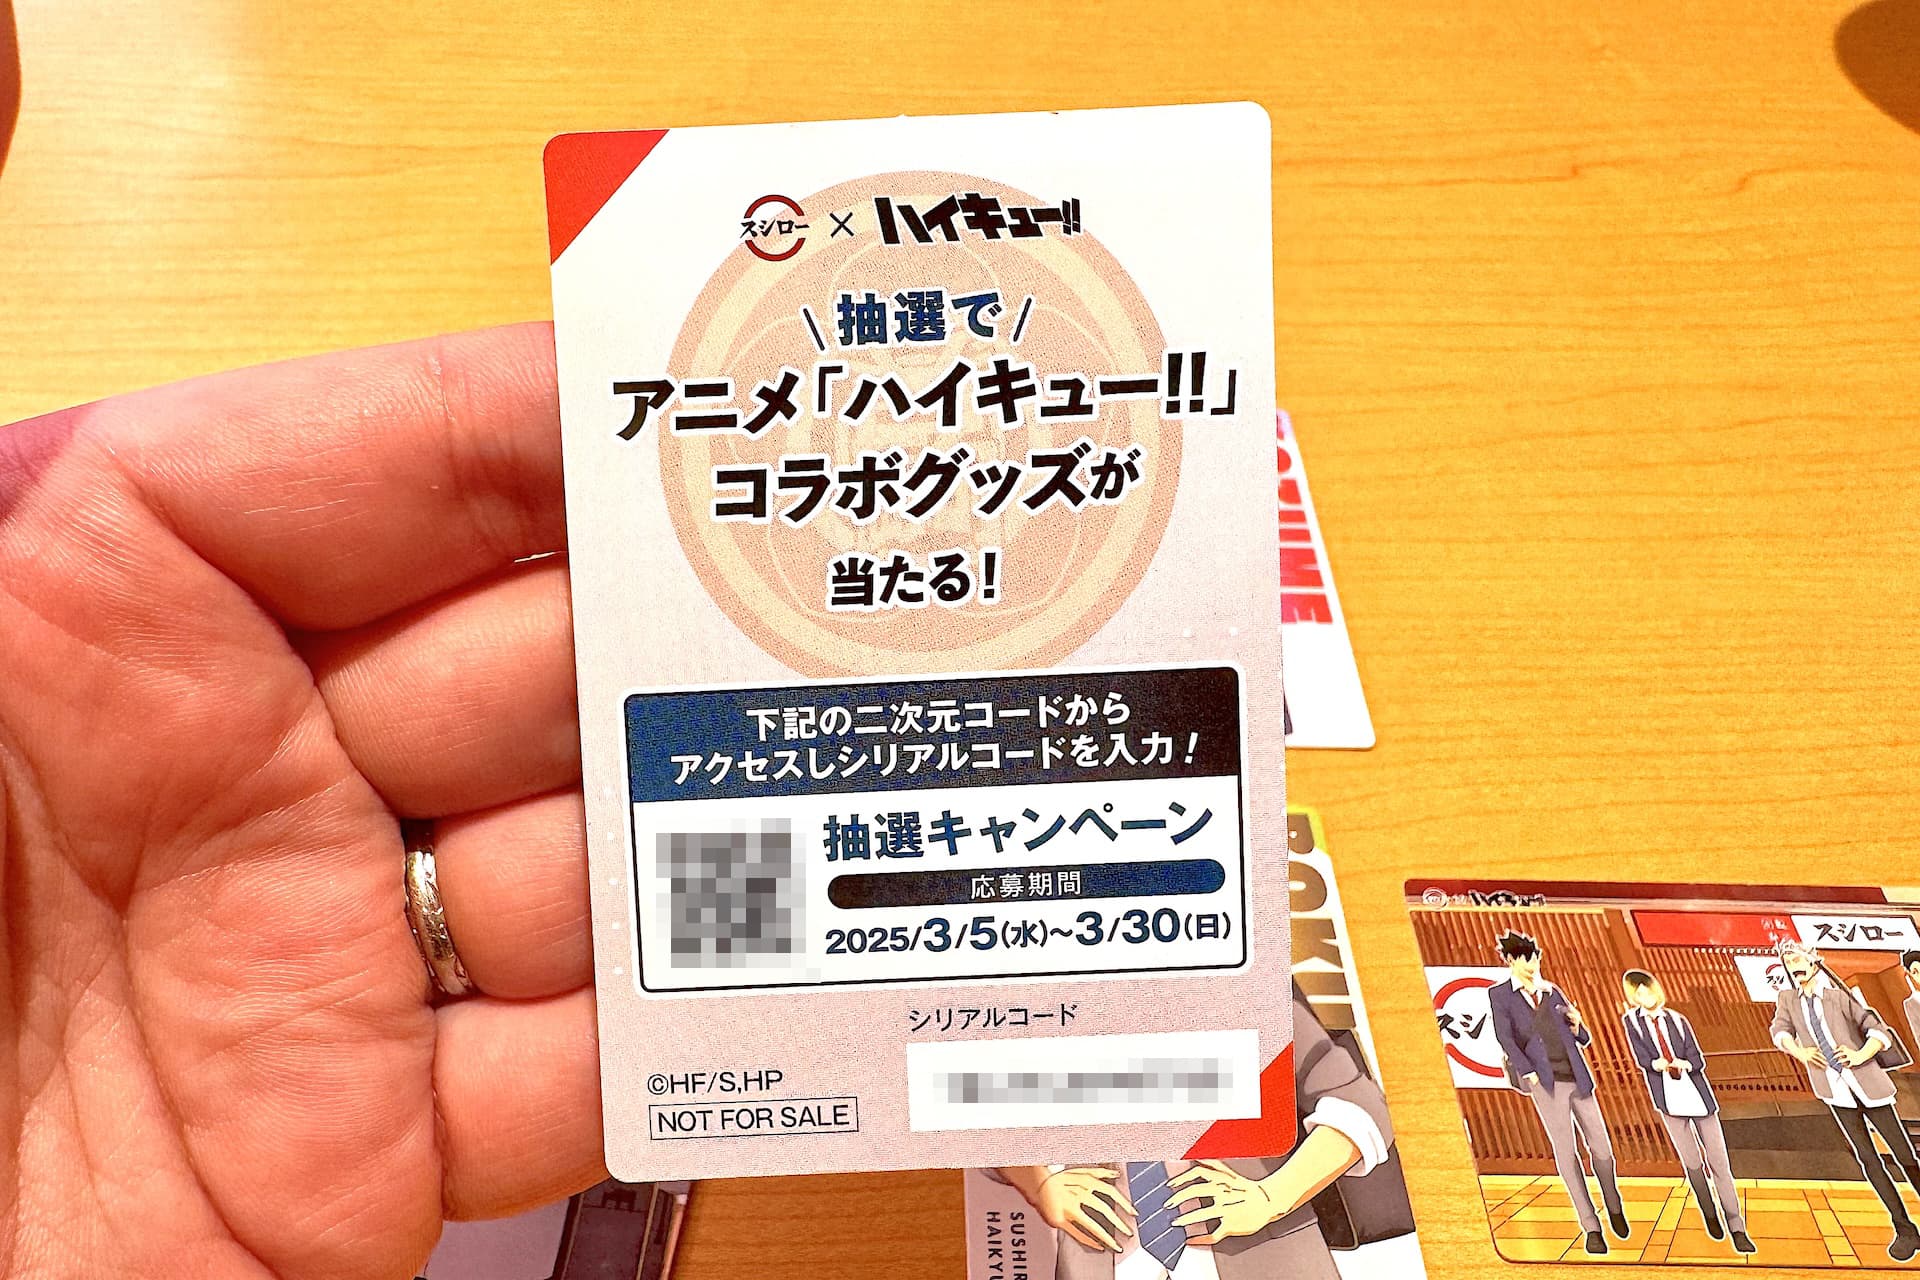 スシロー × ハイキュー!!
\ 抽選で /
アニメ「ハイキュー!!」
コラボグッズが
当たる!
下記の二次元コードから
アクセスしシリアルコードを入力!
抽選キャンペーン
応募期間
2025/3/5(水)~3/30(日)
シリアルコード
©HF/S,HP
NOT FOR SALE
スシロー